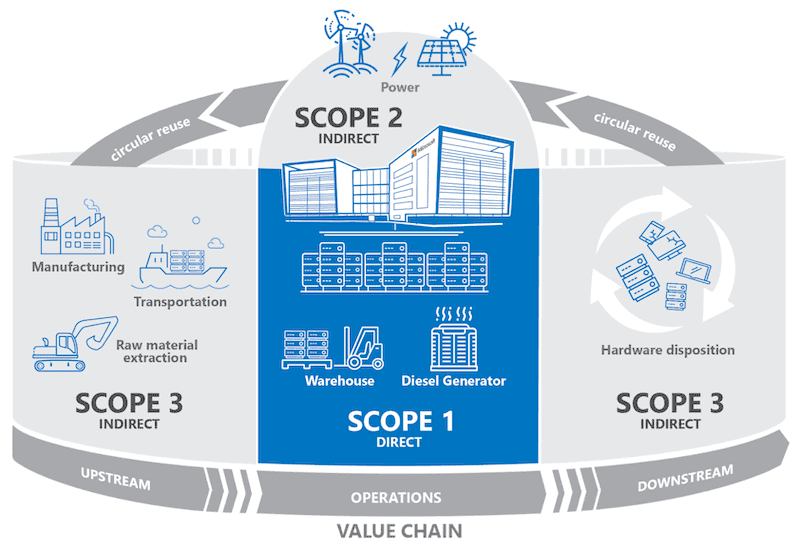 Power
SCOPE 2
INDIRECT
circular reuse
circular reuse
Microsoft
Manufacturing
Transportation
Raw material
extraction
SCOPE 3
INDIRECT
Warehouse
Diesel Generator
SCOPE 1
DIRECT
Hardware disposition
SCOPE 3
INDIRECT
UPSTREAM
OPERATIONS
DOWNSTREAM
VALUE CHAIN